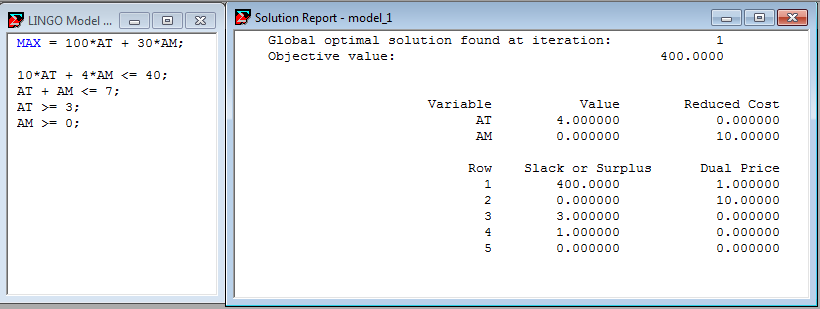 LINGO Model ...
MAX = 100*AT + 30*AM;
10*AT + 4*AM <= 40;
AT + AM <= 7;
AT >= 3;
AM >= 0;
Solution Report - model_1
Global optimal solution found at iteration: 1
Objective value: 400.0000
Variable Value Reduced Cost
AT 4.000000 0.000000
AM 0.000000 10.00000
Row Slack or Surplus Dual Price
1 400.0000 1.000000
2 0.000000 10.00000
3 3.000000 0.000000
4 1.000000 0.000000
5 0.000000 0.000000